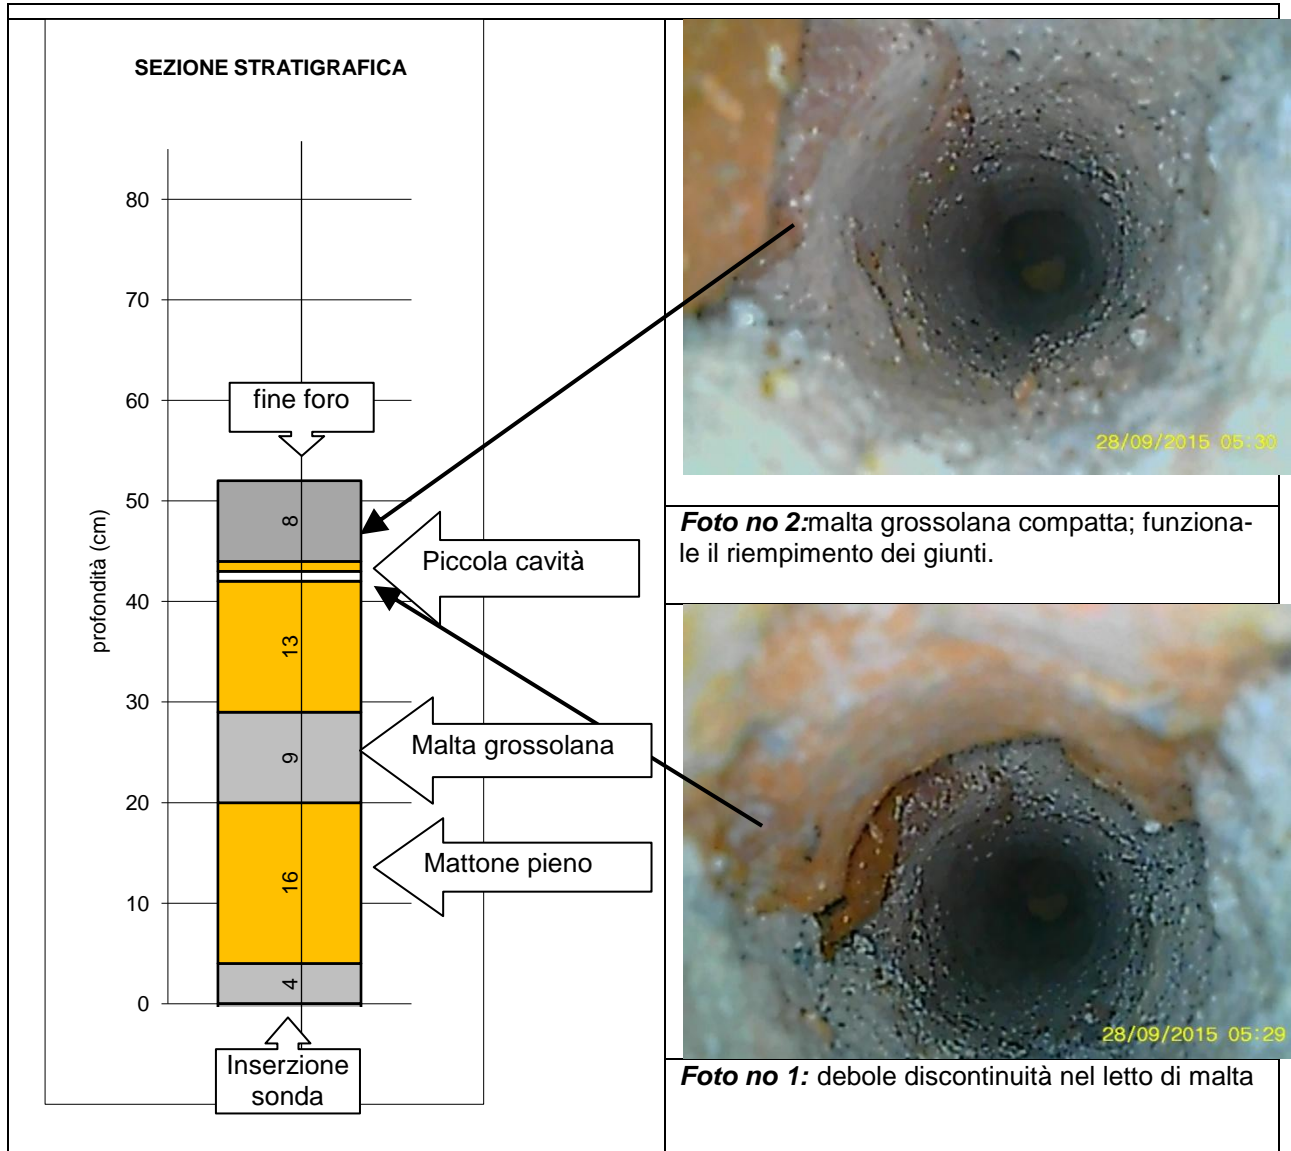 SEZIONE STRATIGRAFICA
80
70
60
50
40
30
20
10
0
profondità (cm)
fine foro
8
13
9
16
4
Piccola cavità
Malta grossolana
Mattone pieno
Inserzione
sonda
28/09/2015 05:30
Foto no 2:malta grossolana compatta; funziona-
le il riempimento dei giunti.
28/09/2015 05:29
Foto no 1: debole discontinuità nel letto di malta